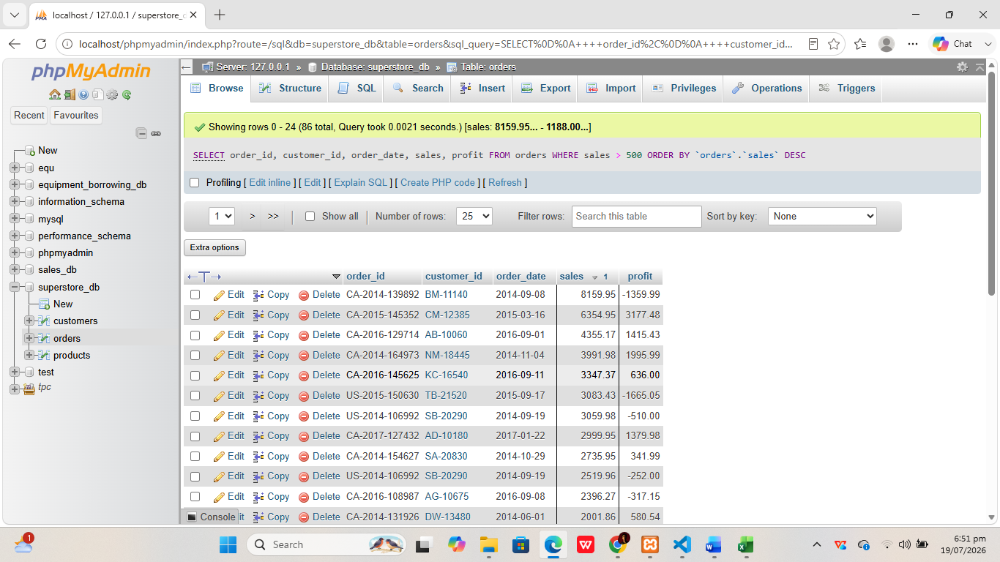 localhost / 127.0.0.1 / superstore_d
localhost/phpmyadmin/index.php?route=/sql&db=superstore_db&table=orders&sql_query=SELECT%0D%0A++++order_id%2C%0D%0A++++customer_id... Chat
phpMyAdmin
Recent Favourites
New
equ
equipment_borrowing_db
information_schema
mysql
performance_schema
phpmyadmin
sales_db
superstore_db
New
customers
orders
products
test
tpc
Server: 127.0.0.1 » Database: superstore_db » Table: orders
Browse Structure SQL Search Insert Export Import Privileges Operations Triggers
Showing rows 0 - 24 (86 total, Query took 0.0021 seconds.) [sales: 8159.95... - 1188.00...]
SELECT order_id, customer_id, order_date, sales, profit FROM orders WHERE sales > 500 ORDER BY `orders`.`sales` DESC
Profiling [ Edit inline ] [ Edit ] [ Explain SQL ] [ Create PHP code ] [ Refresh ]
1 > >> Show all Number of rows: 25 Filter rows: Search this table Sort by key: None
Extra options
←T→ order_id customer_id order_date sales 1 profit
Edit Copy Delete CA-2014-139892 BM-11140 2014-09-08 8159.95 -1359.99
Edit Copy Delete CA-2015-145352 CM-12385 2015-03-16 6354.95 3177.48
Edit Copy Delete CA-2016-129714 AB-10060 2016-09-01 4355.17 1415.43
Edit Copy Delete CA-2014-164973 NM-18445 2014-11-04 3991.98 1995.99
Edit Copy Delete CA-2016-145625 KC-16540 2016-09-11 3347.37 636.00
Edit Copy Delete US-2015-150630 TB-21520 2015-09-17 3083.43 -1665.05
Edit Copy Delete US-2014-106992 SB-20290 2014-09-19 3059.98 -510.00
Edit Copy Delete CA-2017-127432 AD-10180 2017-01-22 2999.95 1379.98
Edit Copy Delete CA-2014-154627 SA-20830 2014-10-29 2735.95 341.99
Edit Copy Delete US-2014-106992 SB-20290 2014-09-19 2519.96 -252.00
Edit Copy Delete CA-2016-108987 AG-10675 2016-09-08 2396.27 -317.15
Console it Copy Delete CA-2014-131926 DW-13480 2014-06-01 2001.86 580.54
1 Search 6:51 pm
19/07/2026